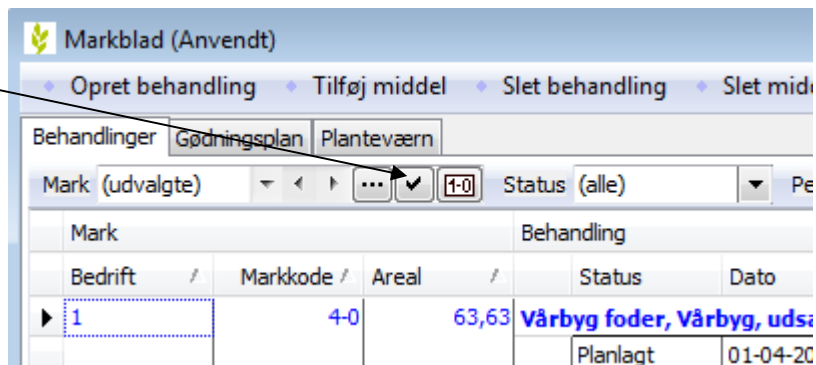 Markblad (Anvendt)
Opret behandling Tilføj middel Slet behandling Slet
Behandlinger Gødningsplan Planteværn
Mark (udvalgte) ... 1-0 Status (alle)
Mark Behandling
Bedrift Markkode Areal Status Dato
1 4-0 63,63 Vårbyg foder, Vårbyg,
Planlagt 01-04-20